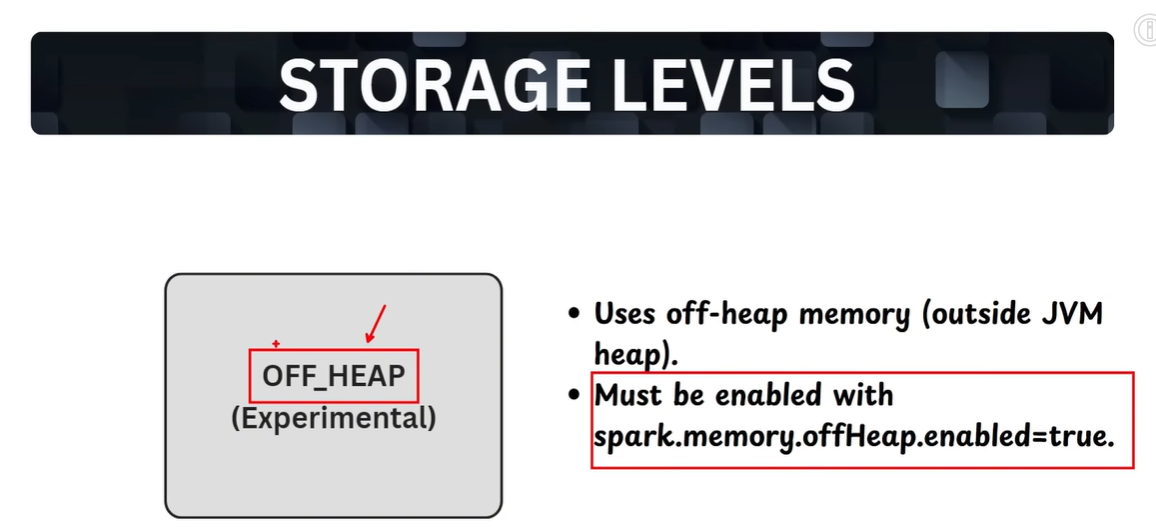 STORAGE LEVELS
OFF_HEAP
(Experimental)
• Uses off-heap memory (outside JVM
heap).
• Must be enabled with
spark.memory.offHeap.enabled=true.